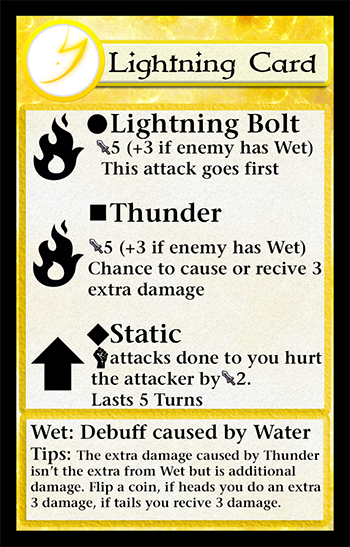 Lightning Card
Lightning Bolt
5 (+3 if enemy has Wet)
This attack goes first
Thunder
5 (+3 if enemy has Wet)
Chance to cause or recive 3
extra damage
Static
attacks done to you hurt
the attacker by 2.
Lasts 5 Turns
Wet: Debuff caused by Water
Tips: The extra damage caused by Thunder
isn't the extra from Wet but is additional
damage. Flip a coin, if heads you do an extra
3 damage, if tails you recive 3 damage.